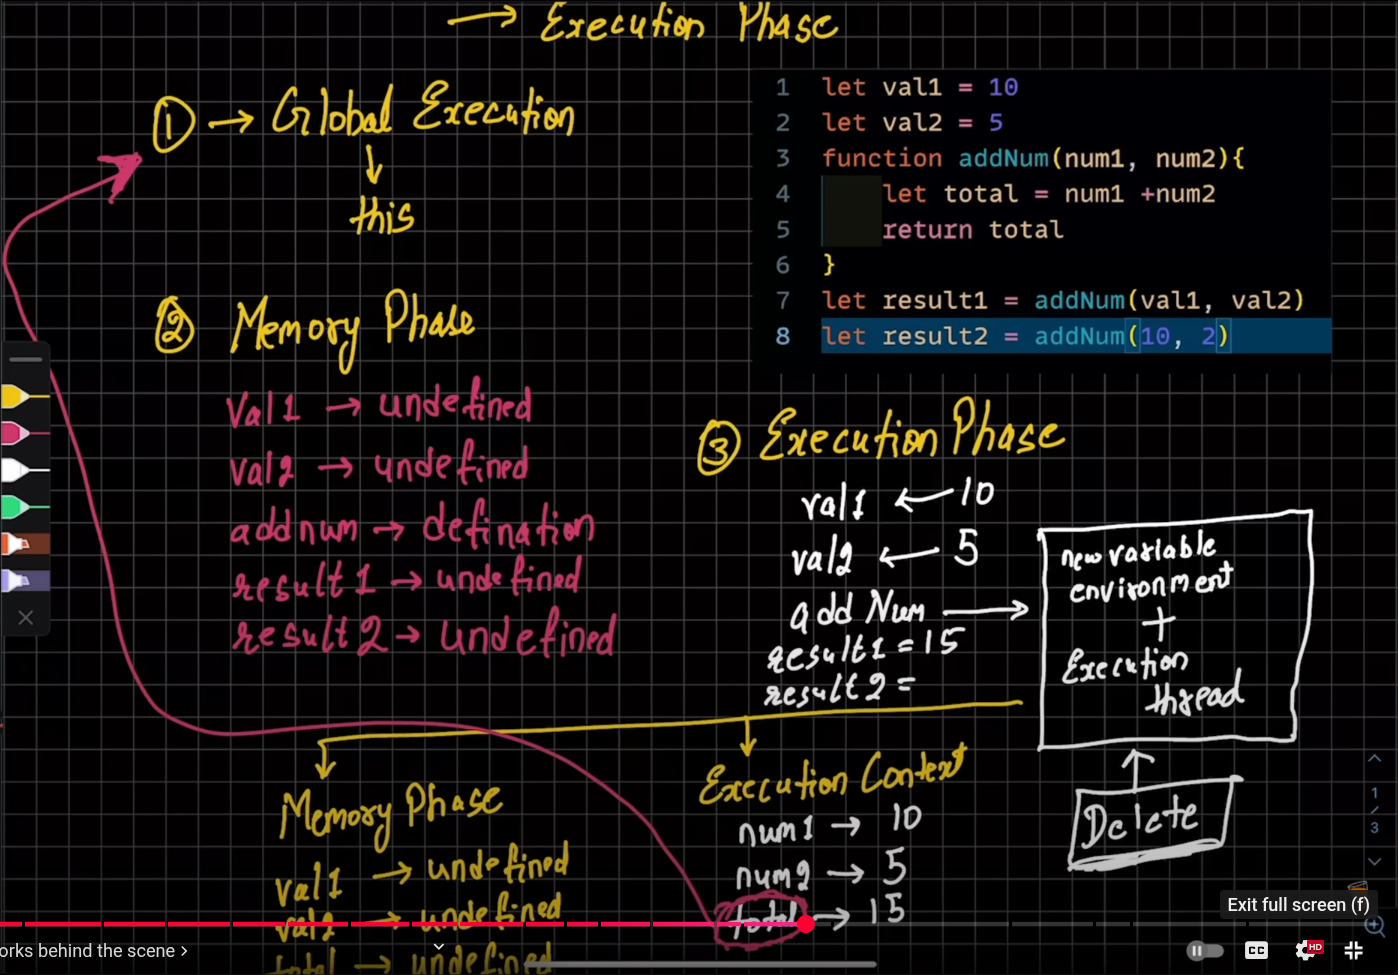 → Execution Phase
① → Global Execution
↓
this
1 let val1 = 10
2 let val2 = 5
3 function addNum(num1, num2){
4 let total = num1 +num2
5 return total
6 }
7 let result1 = addNum(val1, val2)
8 let result2 = addNum(10, 2)
② Memory Phase
val1 → undefined
val2 → undefined
addnum → defination
result1 → undefined
result2 → undefined
③ Execution Phase
val1 ← 10
val2 ← 5
add Num →
result1 = 15
result2 =
new variable
environment
+
Execution
thread
Delete
Memory Phase
val1 → undefined
val2 → undefined
total → undefined
Execution Context
num1 → 10
num2 → 5
total → 15
1
/
3
Exit full screen (f)
orks behind the scene >
CC
HD